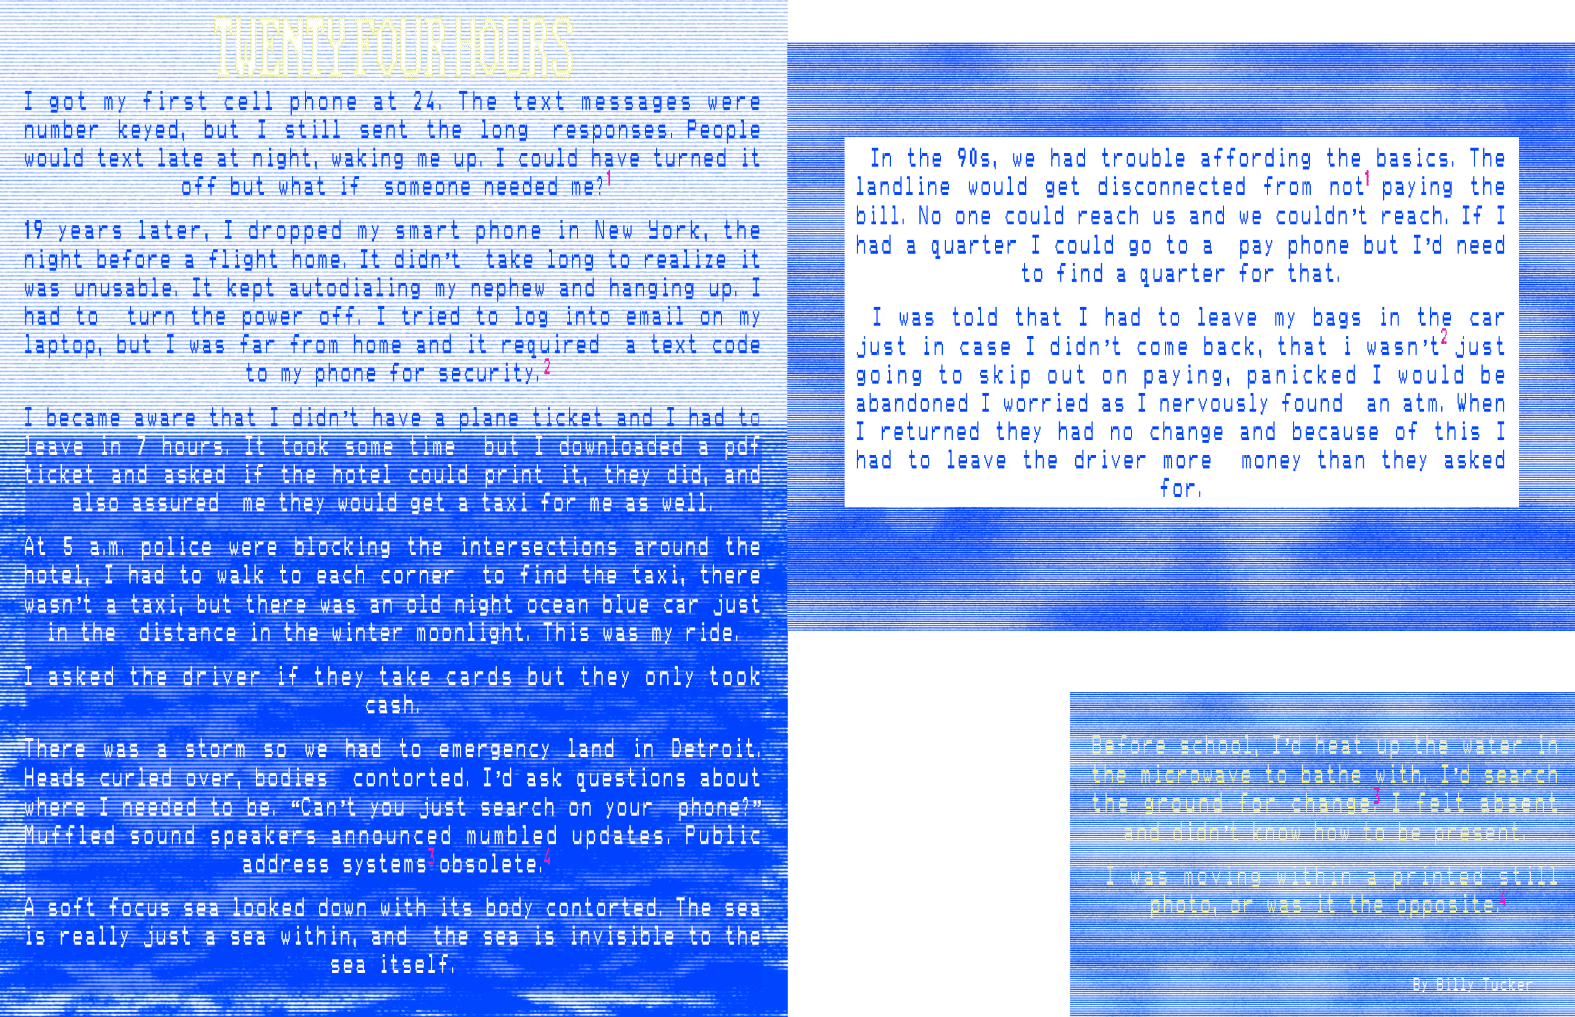 TWENTY FOUR HOURS
I got my first cell phone at 24. The text messages were
number keyed, but I still sent the long responses. People
would text late at night, waking me up. I could have turned it
off but what if someone needed me?1
19 years later, I dropped my smart phone in New York, the
night before a flight home. It didn't take long to realize it
was unusable. It kept autodialing my nephew and hanging up. I
had to turn the power off. I tried to log into email on my
laptop, but I was far from home and it required a text code
to my phone for security.2
I became aware that I didn't have a plane ticket and I had to
leave in 7 hours. It took some time but I downloaded a pdf
ticket and asked if the hotel could print it, they did, and
also assured me they would get a taxi for me as well.
At 5 a.m. police were blocking the intersections around the
hotel, I had to walk to each corner to find the taxi, there
wasn't a taxi, but there was an old night ocean blue car just
in the distance in the winter moonlight. This was my ride.
I asked the driver if they take cards but they only took
cash.
There was a storm so we had to emergency land in Detroit.
Heads curled over, bodies contorted. I'd ask questions about
where I needed to be. “Can't you just search on your phone?”
Muffled sound speakers announced mumbled updates. Public
address systems3 obsolete.4
A soft focus sea looked down with its body contorted. The sea
is really just a sea within, and the sea is invisible to the
sea itself.
In the 90s, we had trouble affording the basics. The
landline would get disconnected from not1 paying the
bill. No one could reach us and we couldn't reach. If I
had a quarter I could go to a pay phone but I'd need
to find a quarter for that.
I was told that I had to leave my bags in the car
just in case I didn't come back, that i wasn't2 just
going to skip out on paying, panicked I would be
abandoned I worried as I nervously found an atm. When
I returned they had no change and because of this I
had to leave the driver more money than they asked
for.
Before school, I'd heat up the water in
the microwave to bathe with. I'd search
the ground for change3 I felt absent
and didn't know how to be present.
I was moving within a printed still
photo, or was it the opposite.4
By Billy Tucker